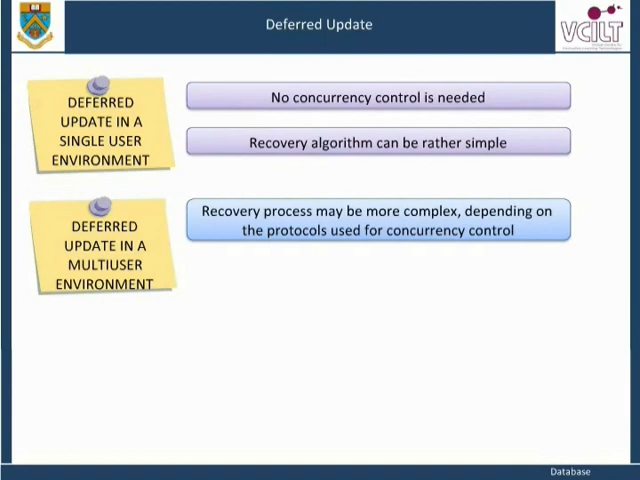 Deferred Update
VCILT
DEFERRED
UPDATE IN A
SINGLE USER
ENVIRONMENT
No concurrency control is needed
Recovery algorithm can be rather simple
DEFERRED
UPDATE IN A
MULTIUSER
ENVIRONMENT
Recovery process may be more complex, depending on
the protocols used for concurrency control
Database